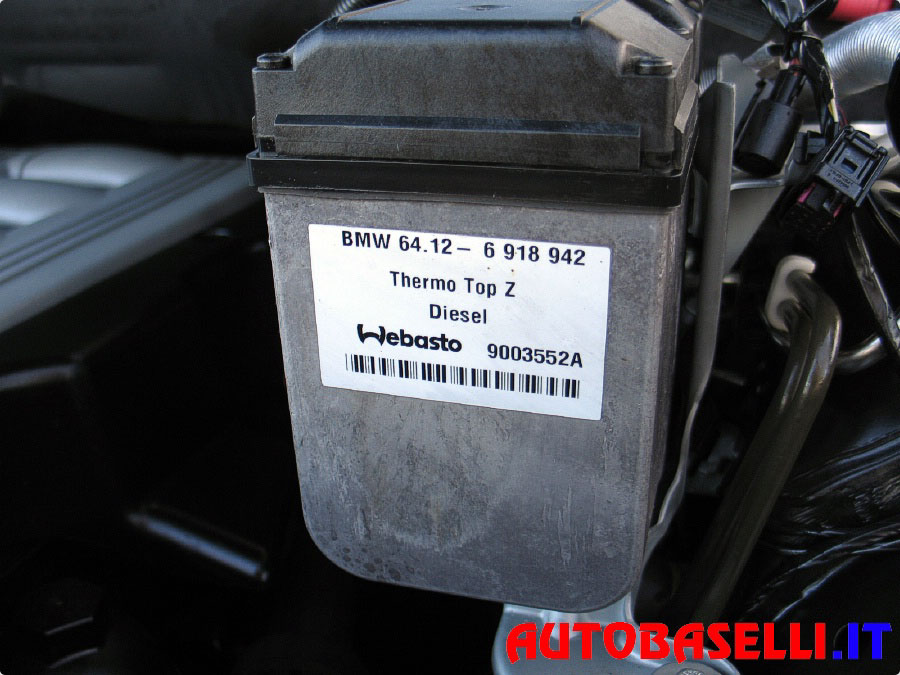 BMW 64.12 – 6 918 942
Thermo Top Z
Diesel
Webasto 9003552A
AUTOBASELLI.IT